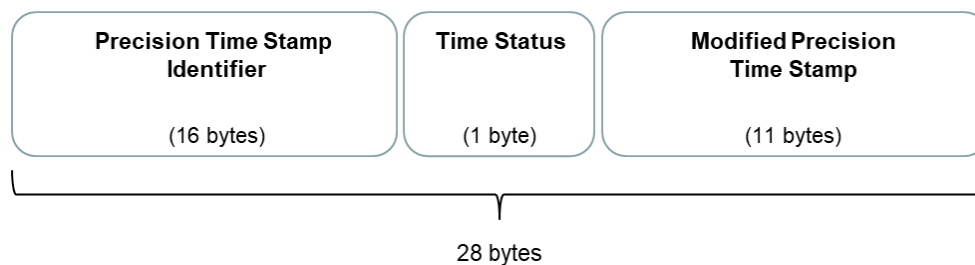 Precision Time Stamp
Identifier
(16 bytes)
Time Status
(1 byte)
Modified Precision
Time Stamp
(11 bytes)
28 bytes